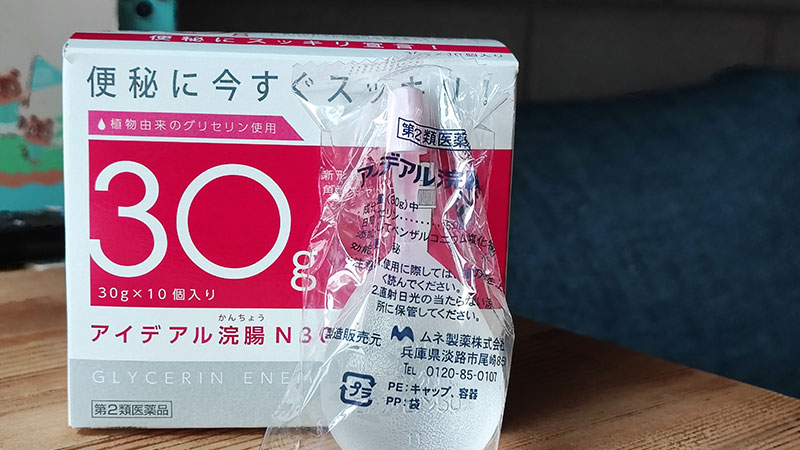 便秘にスッキリ宣言!
便秘に今すぐスッキリ!
植物由来のグリセリン使用
30g
30g×10個入り
かんちょう
アイデアル浣腸N3
GLYCERIN ENE
第2類医薬品
第2類医薬
アイデアル浣
(30g)中
ベンザルコニウム塩化物
使用に際しては、
く読んでください。
2.直射日光の当たらない
所に保管してください。
製造販売元
ムネ製薬株式会
兵庫県淡路市尾崎8
TEL 0120-85-0107
プラ
PE:キャップ、容器
PP:袋